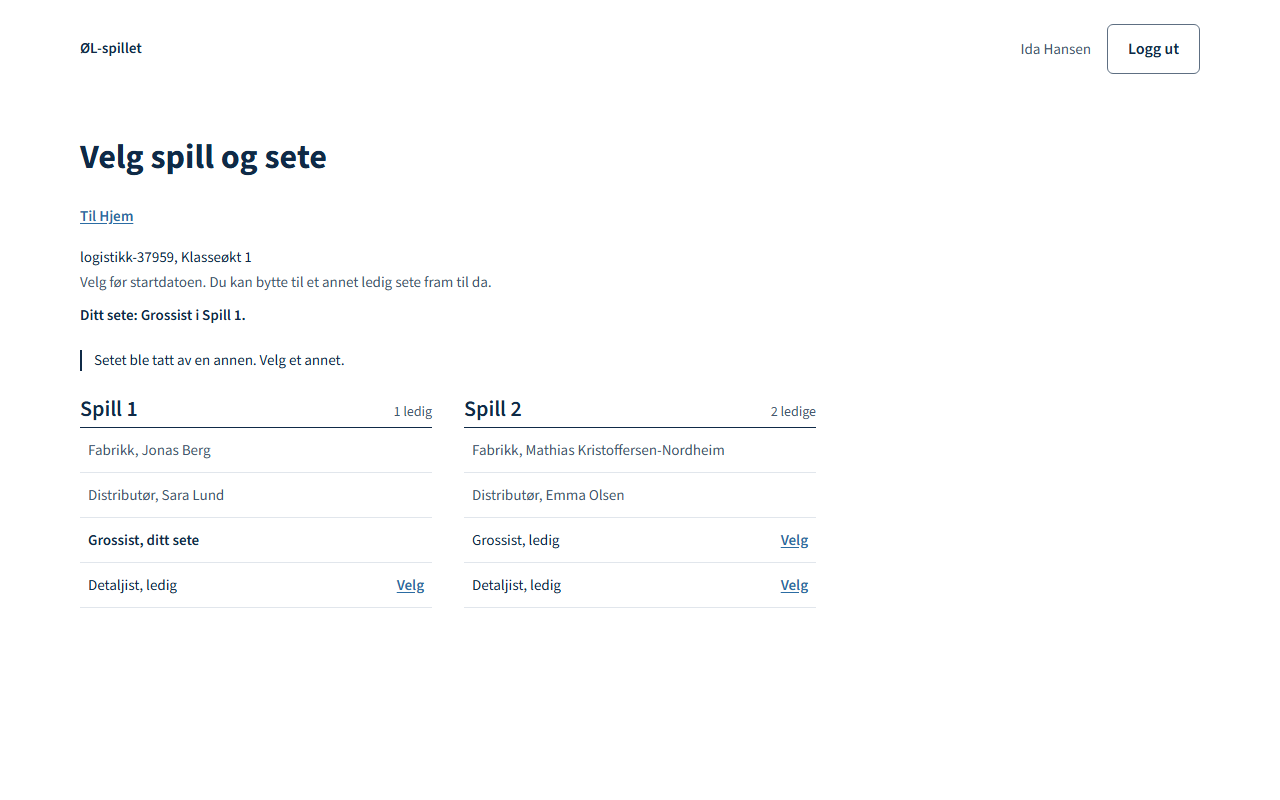 ØL-spillet
Ida Hansen
Logg ut
Velg spill og sete
Til Hjem
logistikk-37959, Klasseøkt 1
Velg før startdatoen. Du kan bytte til et annet ledig sete fram til da.
Ditt sete: Grossist i Spill 1.
Setet ble tatt av en annen. Velg et annet.
Spill 1
1 ledig
Fabrikk, Jonas Berg
Distributør, Sara Lund
Grossist, ditt sete
Detaljist, ledig
Velg
Spill 2
2 ledige
Fabrikk, Mathias Kristoffersen-Nordheim
Distributør, Emma Olsen
Grossist, ledig
Velg
Detaljist, ledig
Velg